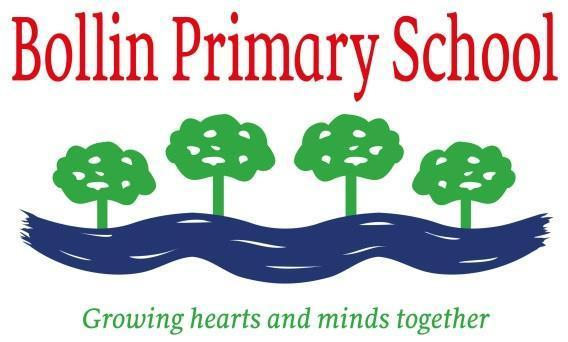 Bollin Primary School
Growing hearts and minds together